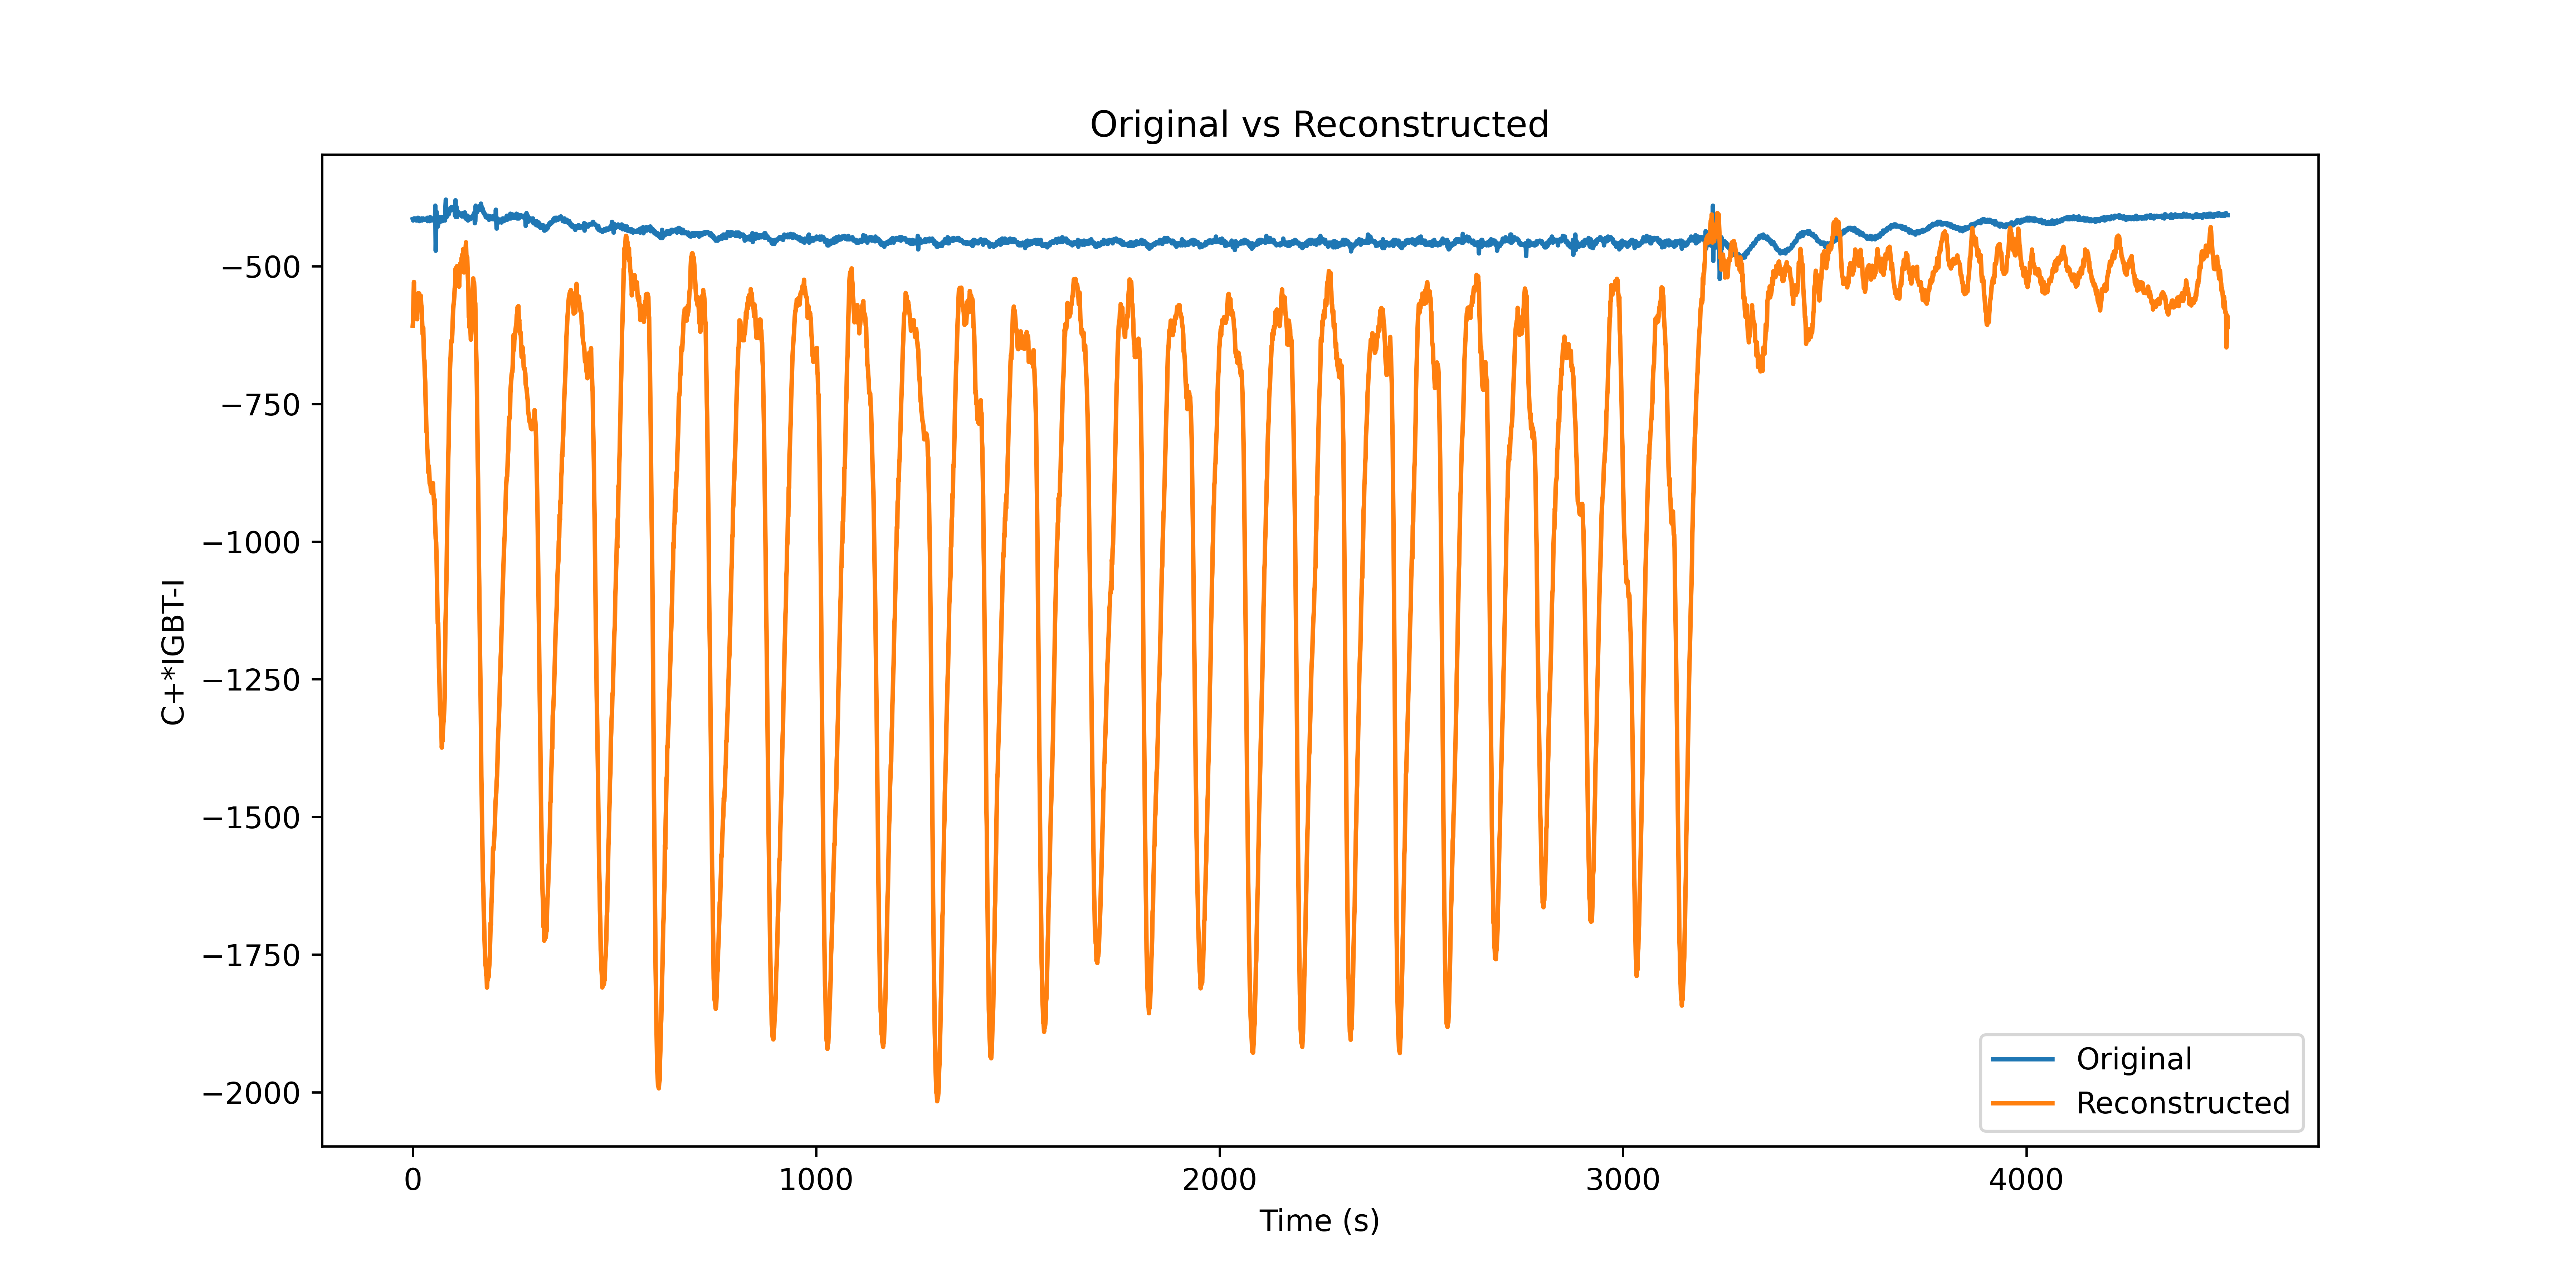 Original vs Reconstructed
C+*IGBT-I
−500
−750
−1000
−1250
−1500
−1750
−2000
0 1000 2000 3000 4000
Time (s)
Original
Reconstructed